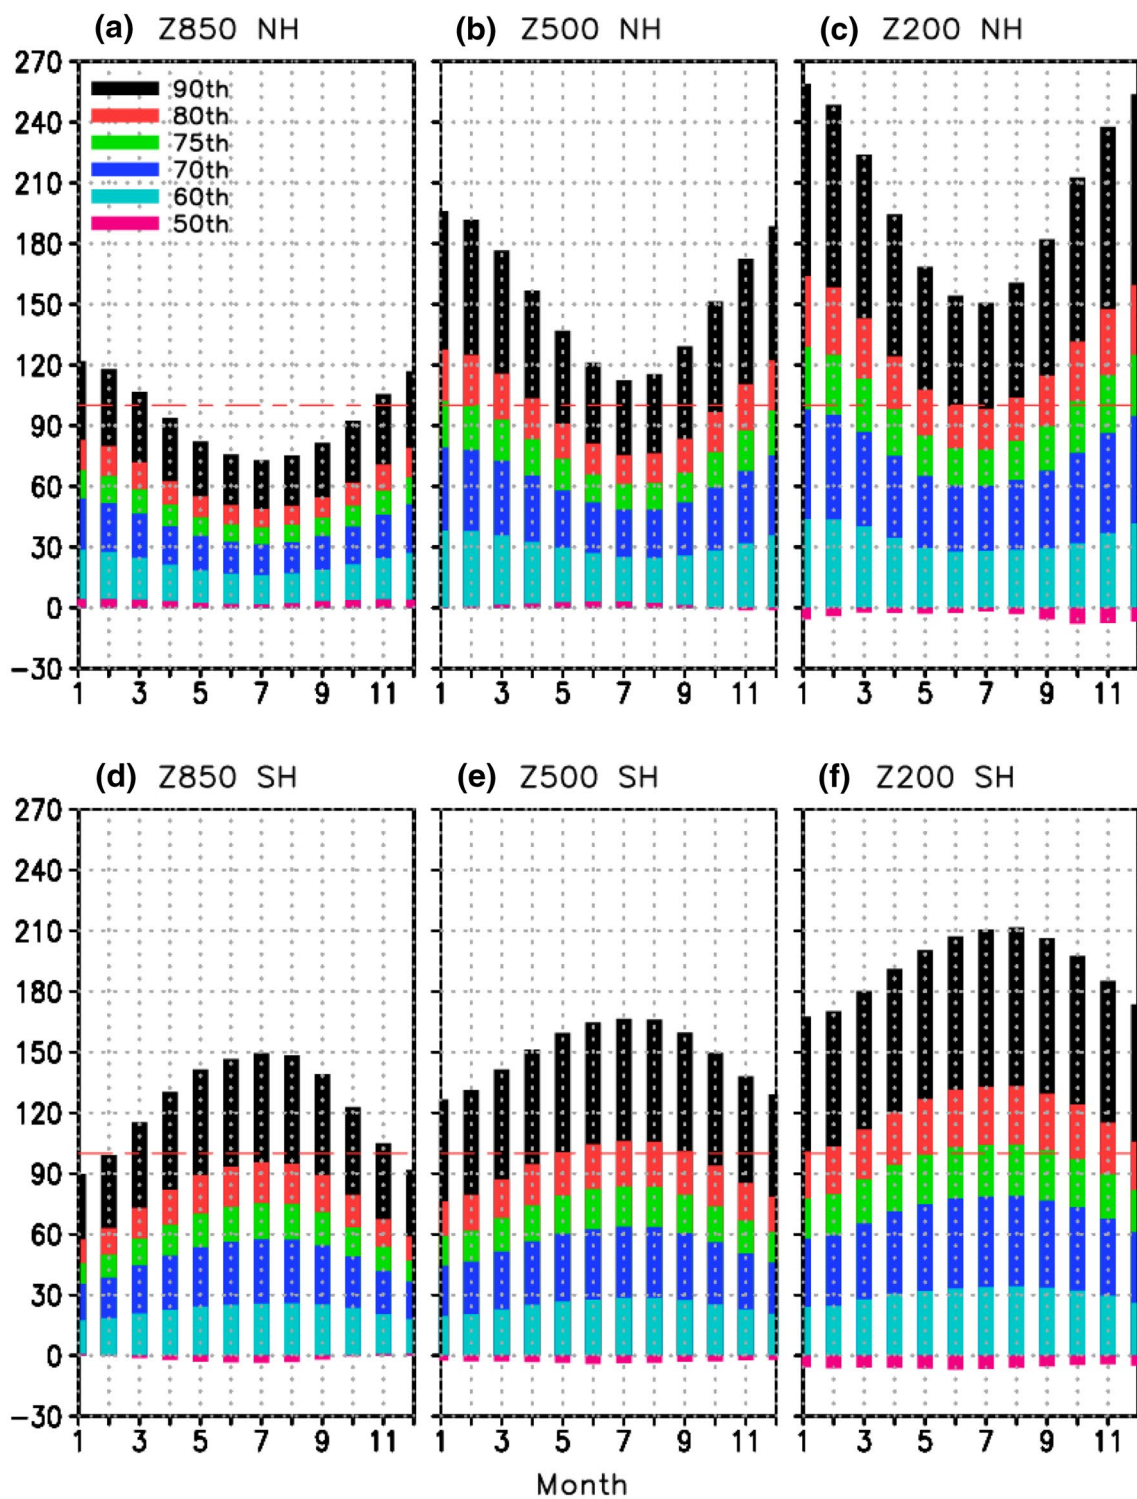 (a) Z850 NH (b) Z500 NH (c) Z200 NH
270
240
210
180
150
120
90
60
30
0
-30
90th
80th
75th
70th
60th
50th
1 3 5 7 9 11 1 3 5 7 9 11 1 3 5 7 9 11
(d) Z850 SH (e) Z500 SH (f) Z200 SH
270
240
210
180
150
120
90
60
30
0
-30
1 3 5 7 9 11 1 3 5 7 9 11 1 3 5 7 9 11
Month